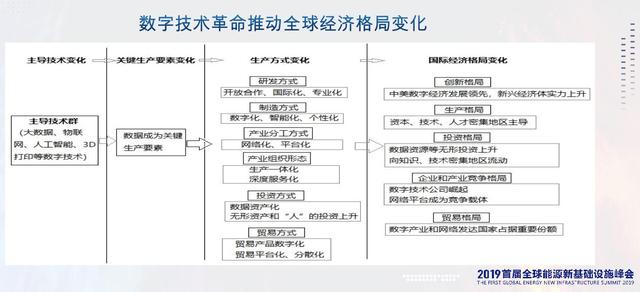 数字技术革命推动全球经济格局变化
主导技术变化
关键生产要素变化
生产方式变化
国际经济格局变化
主导技术群
(大数据、物联
网、人工智能、3D
打印等数字技术)
数据成为关键
生产要素
研发方式
开放合作、国际化、专业化
制造方式
数字化、智能化、个性化
产业分工方式
网络化、平台化
产业组织形态
生产一体化
深度服务化
投资方式
数据资产化
无形资产和“人”的投资上升
贸易方式
贸易产品数字化
贸易平台化、分散化
创新格局
中美数字经济发展领先，新兴经济体实力上升
生产格局
资本、技术、人才密集地区主导
投资格局
数据资源等无形投资上升
向知识、技术密集地区流动
企业和产业竞争格局
数字技术公司崛起
网络平台成为竞争载体
贸易格局
数字产业和网络发达国家占据重要份额
2019首届全球能源新基础设施峰会
THE FIRST GLOBAL ENERGY NEW INFRASTRUCTURE SUMMIT 2019